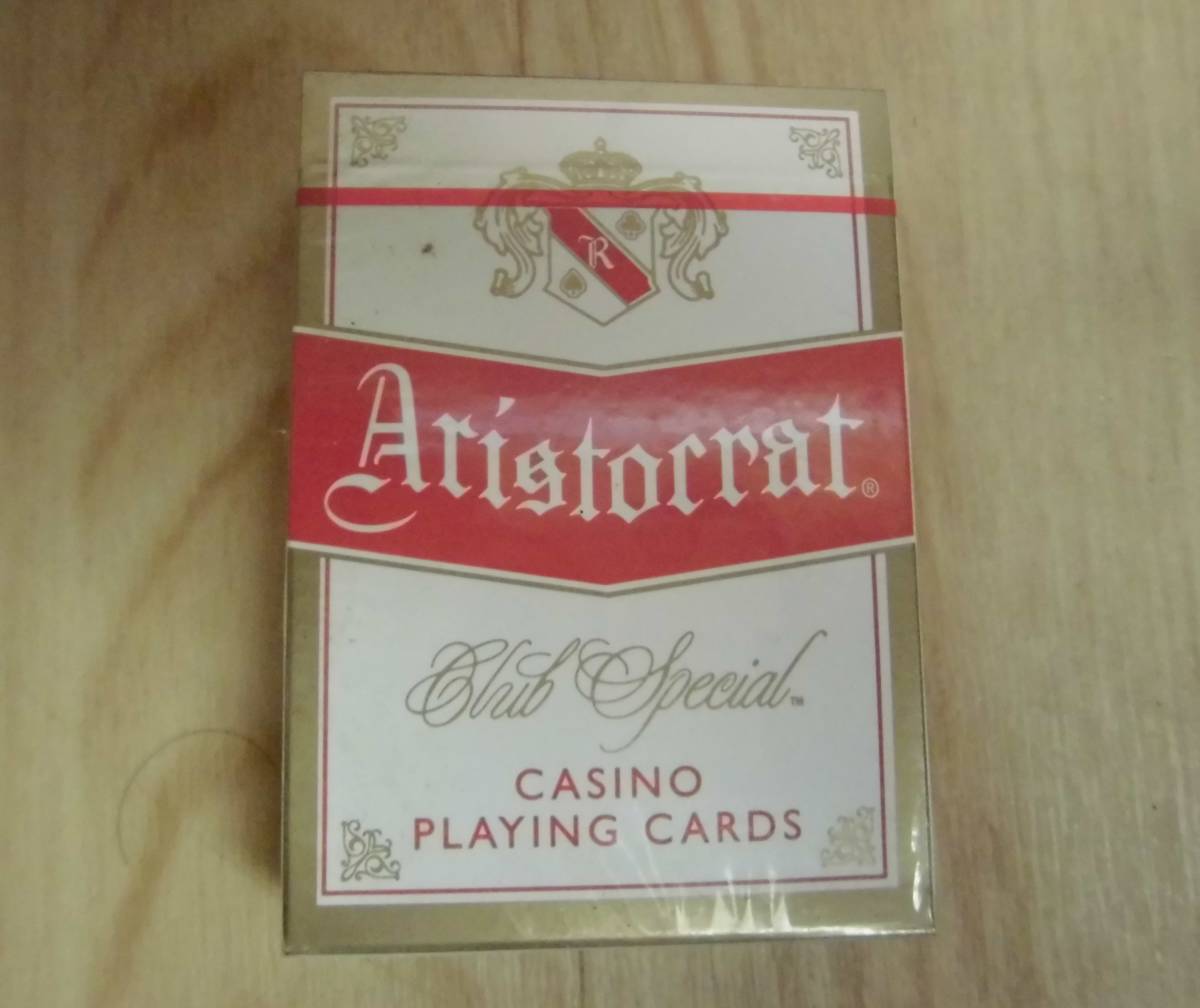 R
Aristocrat®
Club Special™
CASINO
PLAYING CARDS